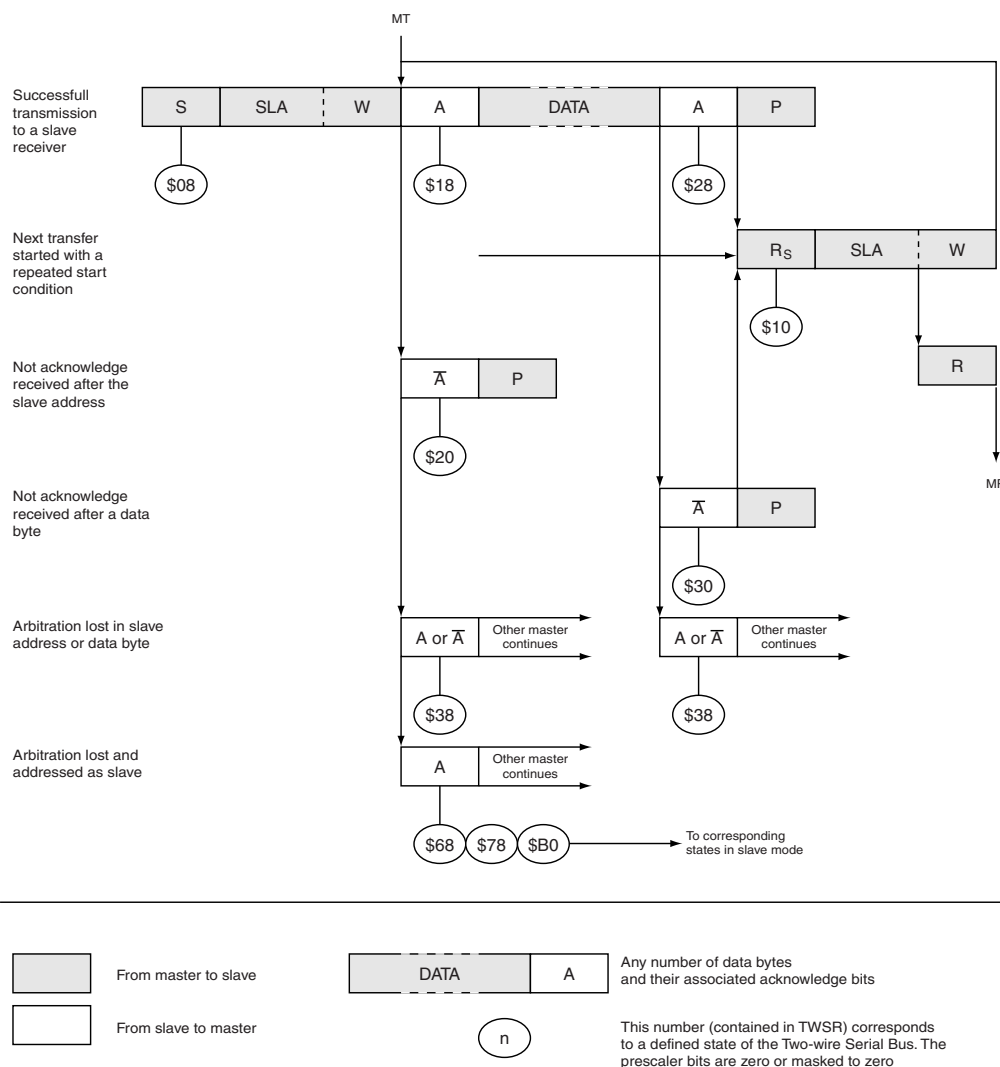 MT
Successfull
transmission
to a slave
receiver
S SLA W A DATA A P
$08 $18 $28
Next transfer
started with a
repeated start
condition
RS SLA W
$10
Not acknowledge
received after the
slave address
A̅ P
R
$20
MR
Not acknowledge
received after a data
byte
A̅ P
$30
Arbitration lost in slave
address or data byte
A or A̅
Other master
continues
A or A̅
Other master
continues
$38 $38
Arbitration lost and
addressed as slave
A
Other master
continues
$68 $78 $B0
To corresponding
states in slave mode
From master to slave
DATA A
Any number of data bytes
and their associated acknowledge bits
From slave to master
n
This number (contained in TWSR) corresponds
to a defined state of the Two-wire Serial Bus. The
prescaler bits are zero or masked to zero